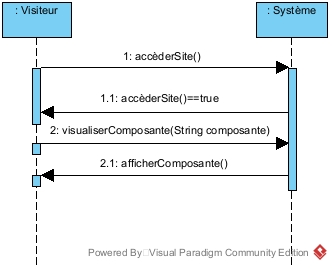 : Visiteur
: Système
1: accèderSite()
1.1: accèderSite()==true
2: visualiserComposante(String composante)
2.1: afficherComposante()
Powered By Visual Paradigm Community Edition